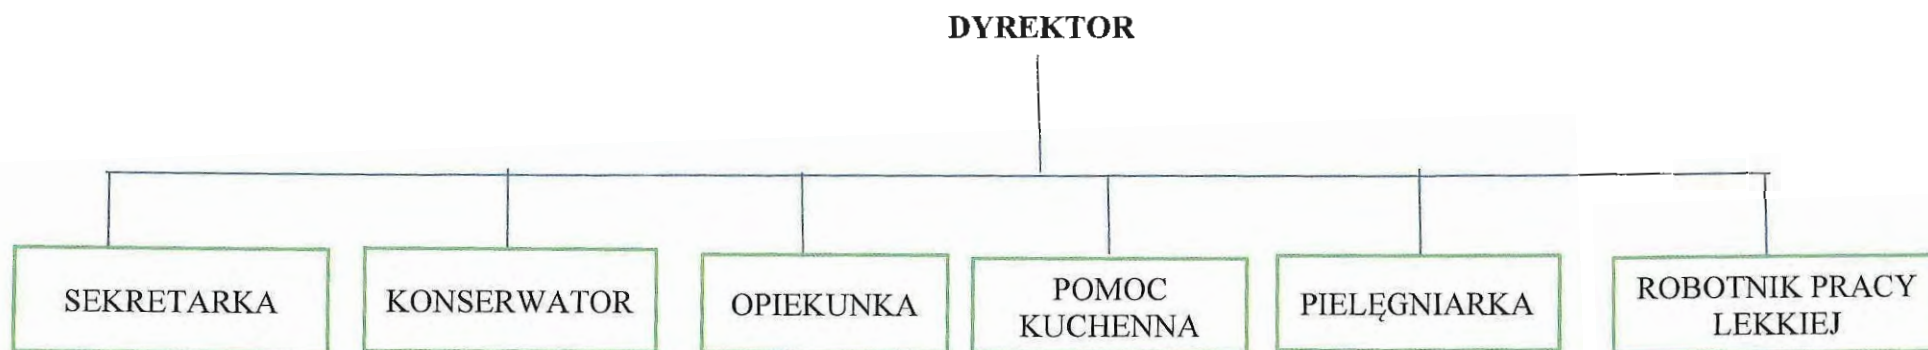 DYREKTOR
SEKRETARKA
KONSERWATOR
OPIEKUNKA
POMOC
KUCHENNA
PIELĘGNIARKA
ROBOTNIK PRACY
LEKKIEJ